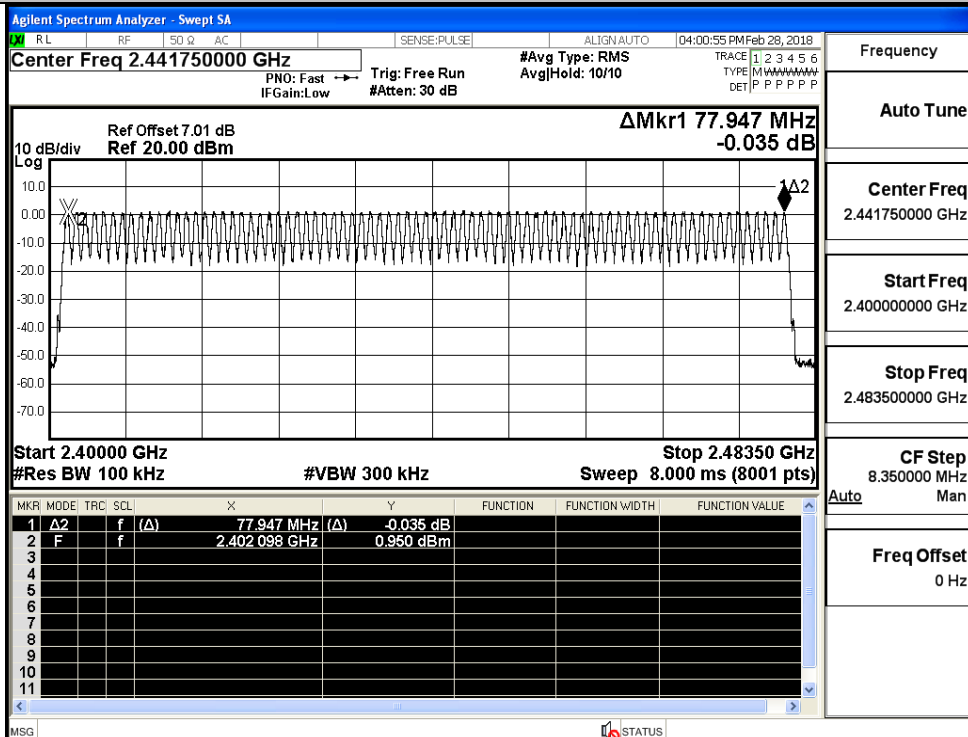 Agilent Spectrum Analyzer - Swept SA
LXI RL RF 50 Ω AC SENSE:PULSE ALIGNAUTO 04:00:55 PMFeb 28, 2018
Center Freq 2.441750000 GHz
PNO: Fast
IFGain:Low
Trig: Free Run
#Atten: 30 dB
#Avg Type: RMS
Avg|Hold: 10/10
TRACE 1 2 3 4 5 6
TYPE M WWWWW
DET P P P P P P
Ref Offset 7.01 dB
10 dB/div Ref 20.00 dBm
Log
ΔMkr1 77.947 MHz
-0.035 dB
10.0
0.00
-10.0
-20.0
-30.0
-40.0
-50.0
-60.0
-70.0
1Δ2
2
Start 2.40000 GHz Stop 2.48350 GHz
#Res BW 100 kHz #VBW 300 kHz Sweep 8.000 ms (8001 pts)
MKR MODE TRC SCL X Y FUNCTION FUNCTION WIDTH FUNCTION VALUE
1 Δ2 f (Δ) 77.947 MHz (Δ) -0.035 dB
2 F f 2.402 098 GHz 0.950 dBm
3
4
5
6
7
8
9
10
11
MSG STATUS
Frequency
Auto Tune
Center Freq
2.441750000 GHz
Start Freq
2.400000000 GHz
Stop Freq
2.483500000 GHz
CF Step
8.350000 MHz
Auto Man
Freq Offset
0 Hz